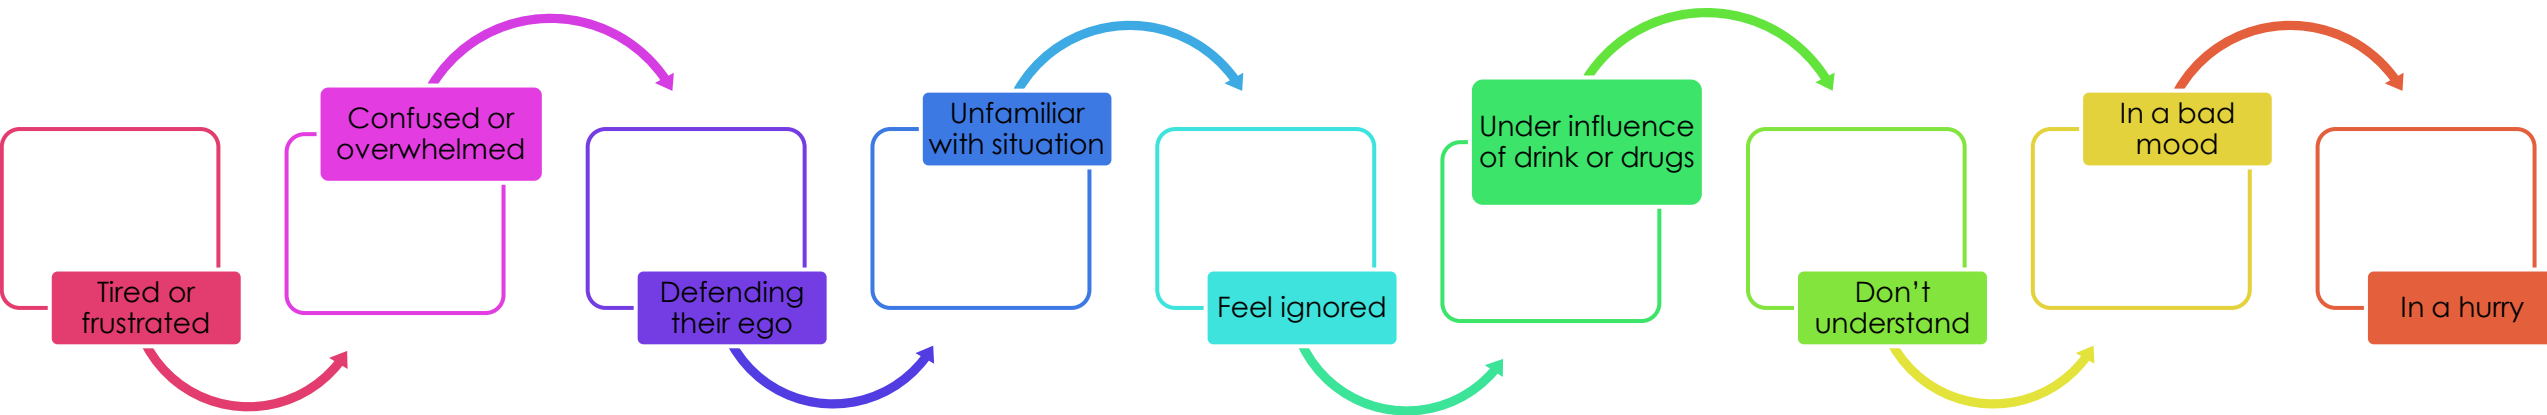 Tired or
frustrated
Confused or
overwhelmed
Defending
their ego
Unfamiliar
with situation
Feel ignored
Under influence
of drink or drugs
Don’t
understand
In a bad
mood
In a hurry